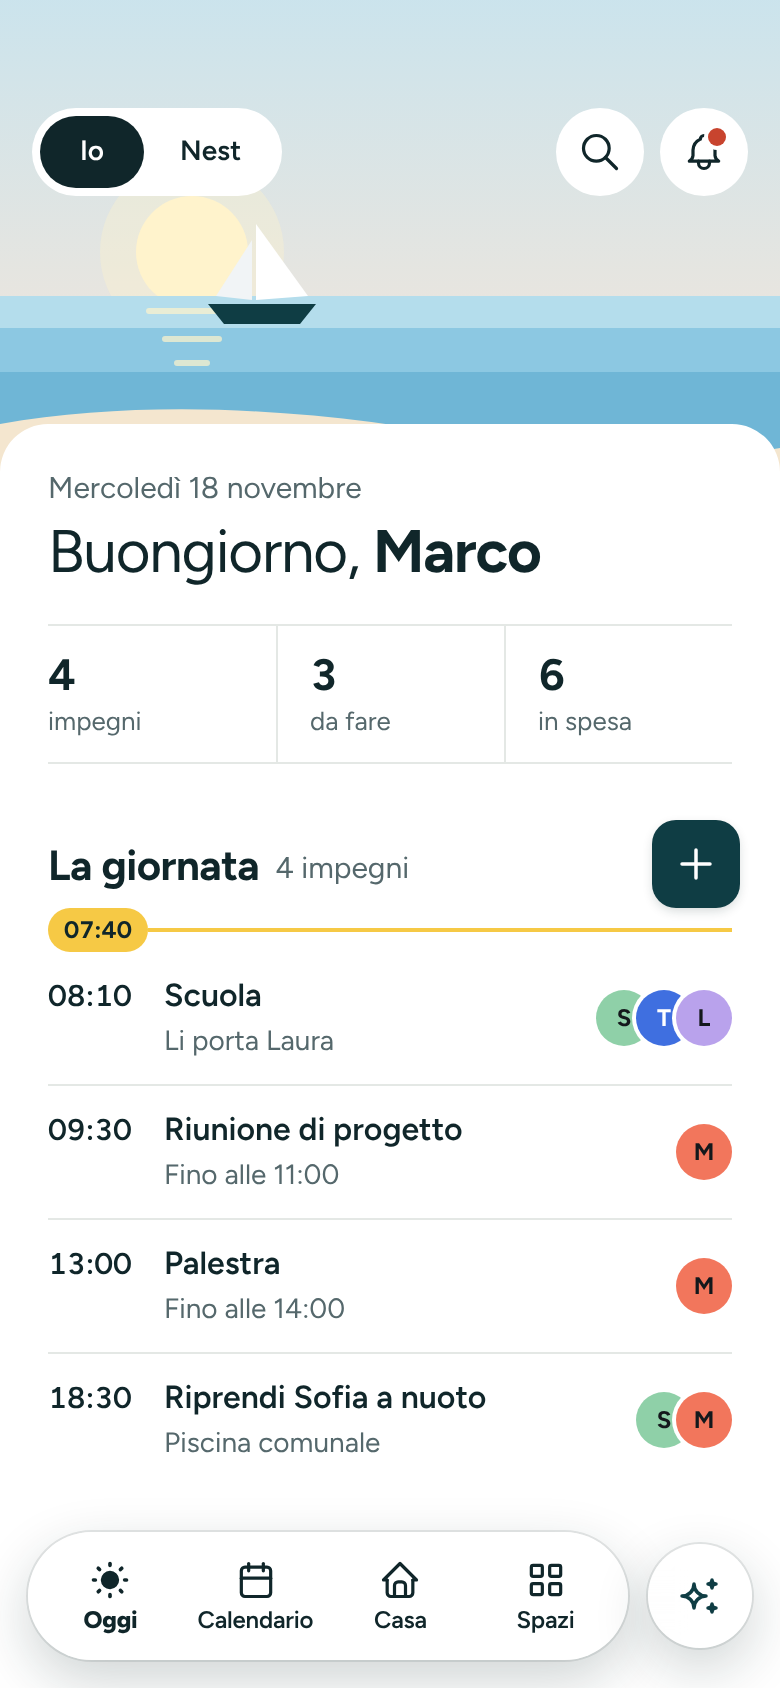 Io Nest
Mercoledì 18 novembre
Buongiorno, Marco
4 3 6
impegni da fare in spesa
La giornata 4 impegni
07:40
08:10 Scuola S T L
Li porta Laura
09:30 Riunione di progetto M
Fino alle 11:00
13:00 Palestra M
Fino alle 14:00
18:30 Riprendi Sofia a nuoto S M
Piscina comunale
Oggi Calendario Casa Spazi